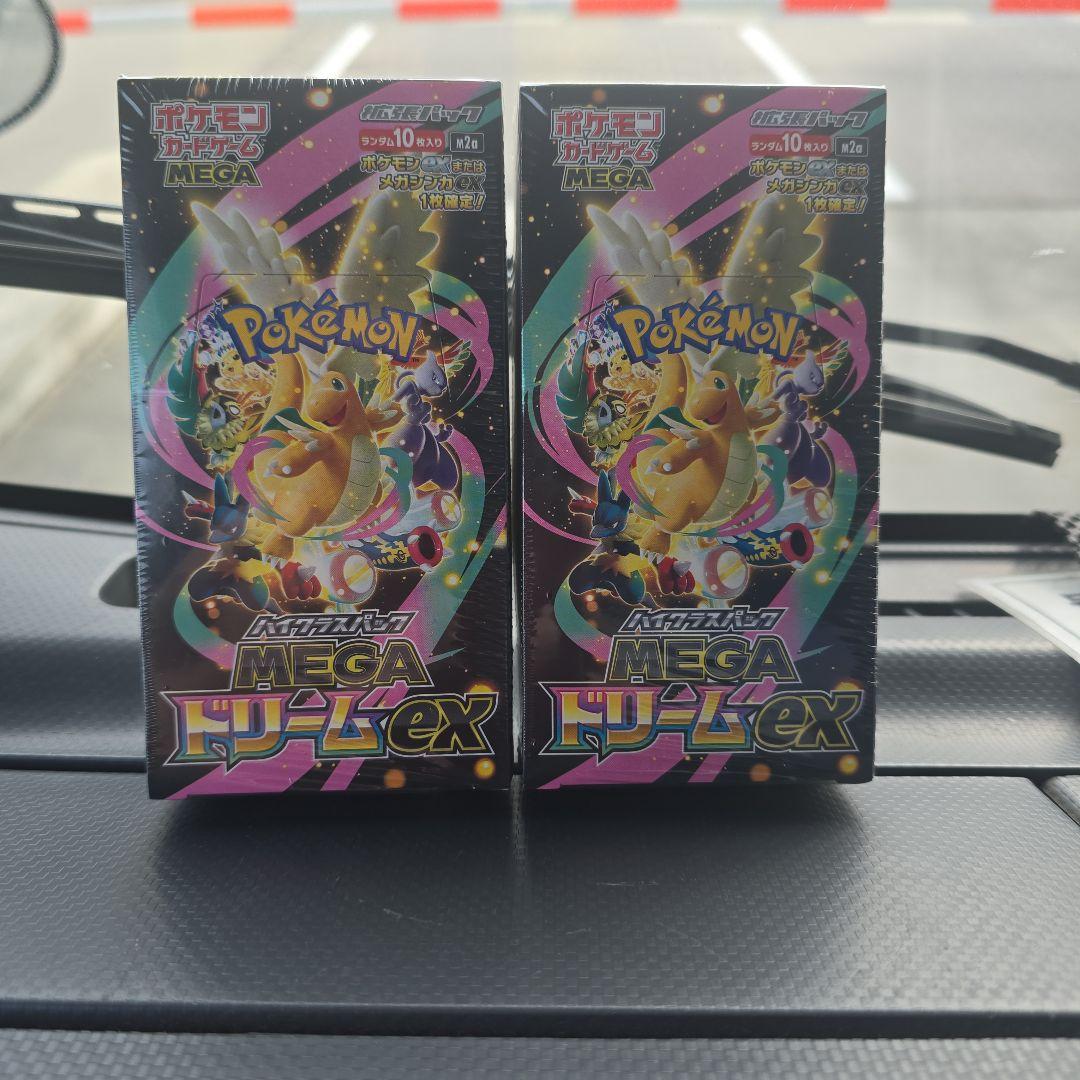 ポケモン
カードゲーム
MEGA
拡張パック
ランダム10枚入り
M2a
ポケモンexまたは
メガシンカex
1枚確定!
POKÉMON
TM
ハイクラスパック
MEGA
ドリームex
ポケモン
カードゲーム
MEGA
拡張パック
ランダム10枚入り
M2a
ポケモンexまたは
メガシンカex
1枚確定!
POKÉMON
ハイクラスパック
MEGA
ドリームex